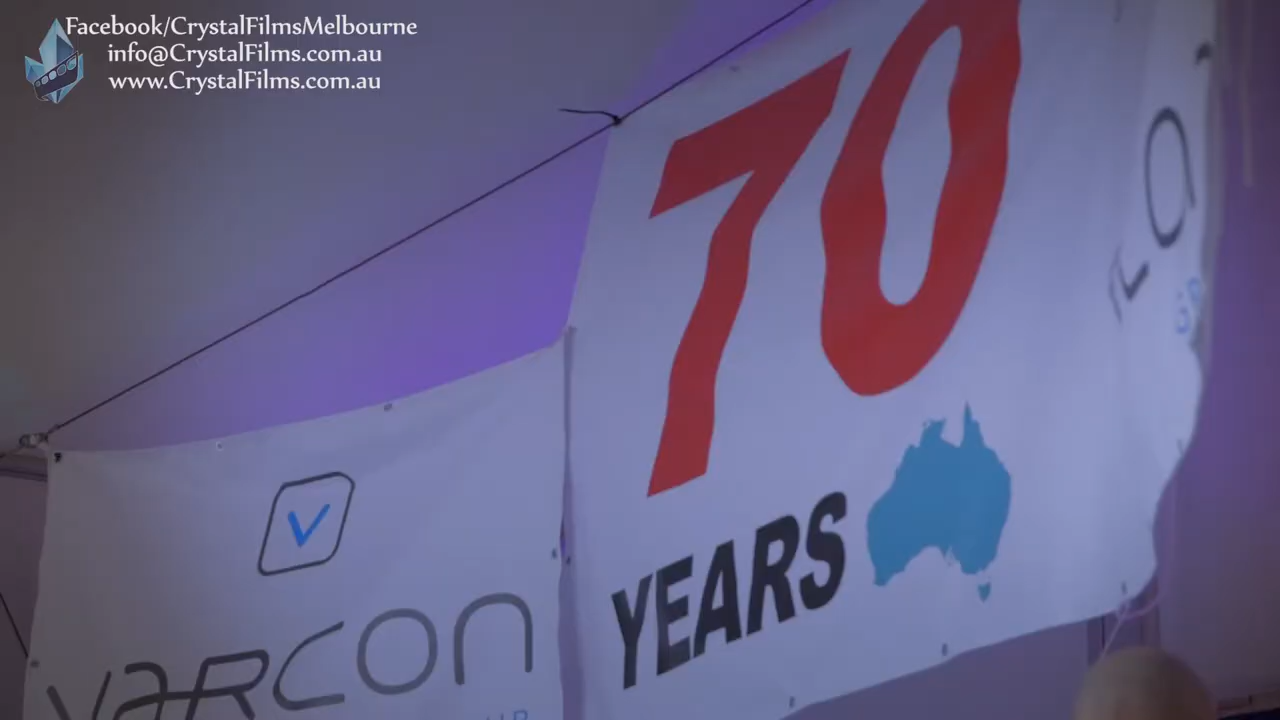 Facebook/CrystalFilmsMelbourne
info@CrystalFilms.com.au
www.CrystalFilms.com.au
70
YEARS
VARCON